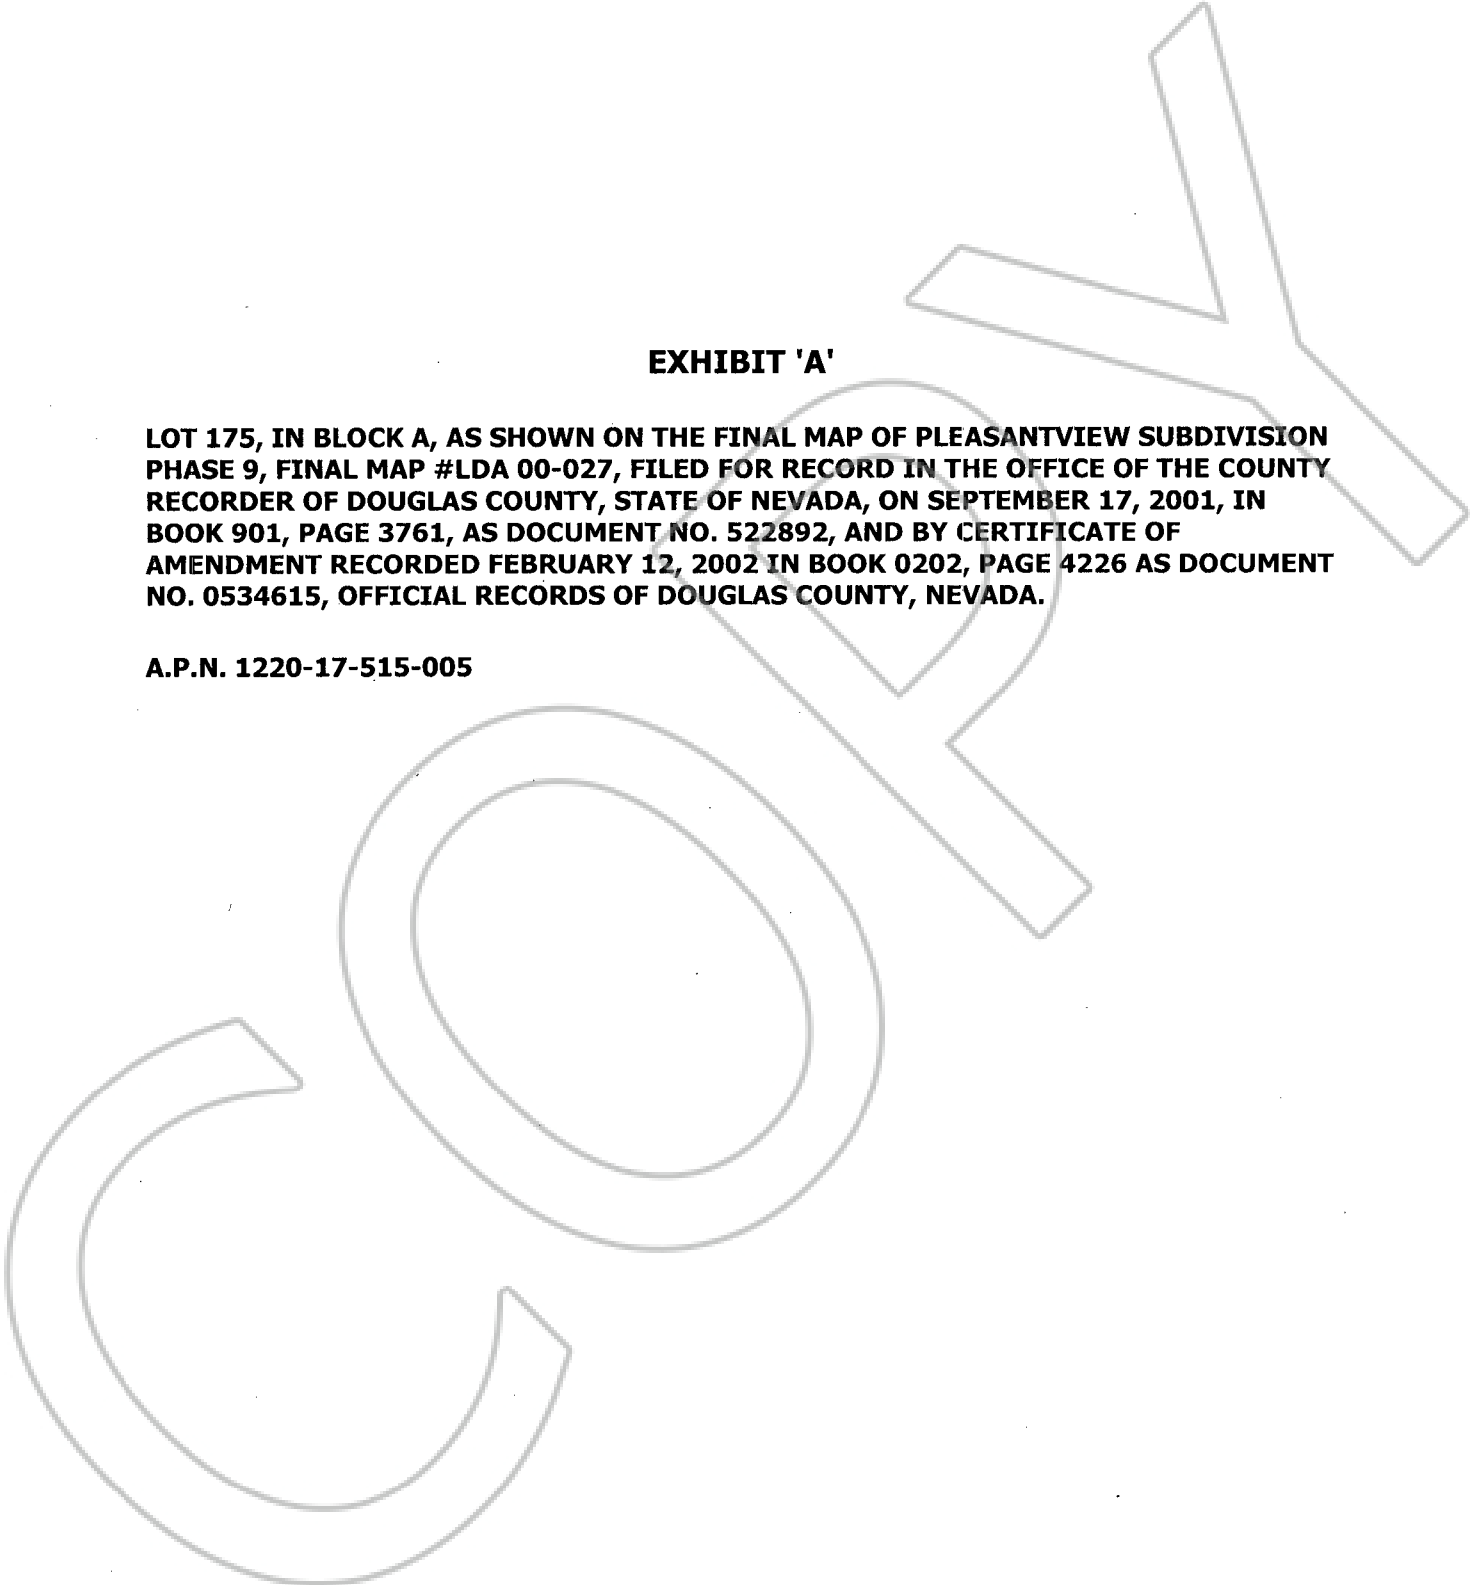 EXHIBIT 'A'
LOT 175, IN BLOCK A, AS SHOWN ON THE FINAL MAP OF PLEASANTVIEW SUBDIVISION
PHASE 9, FINAL MAP #LDA 00-027, FILED FOR RECORD IN THE OFFICE OF THE COUNTY
RECORDER OF DOUGLAS COUNTY, STATE OF NEVADA, ON SEPTEMBER 17, 2001, IN
BOOK 901, PAGE 3761, AS DOCUMENT NO. 522892, AND BY CERTIFICATE OF
AMENDMENT RECORDED FEBRUARY 12, 2002 IN BOOK 0202, PAGE 4226 AS DOCUMENT
NO. 0534615, OFFICIAL RECORDS OF DOUGLAS COUNTY, NEVADA.
A.P.N. 1220-17-515-005
COPY